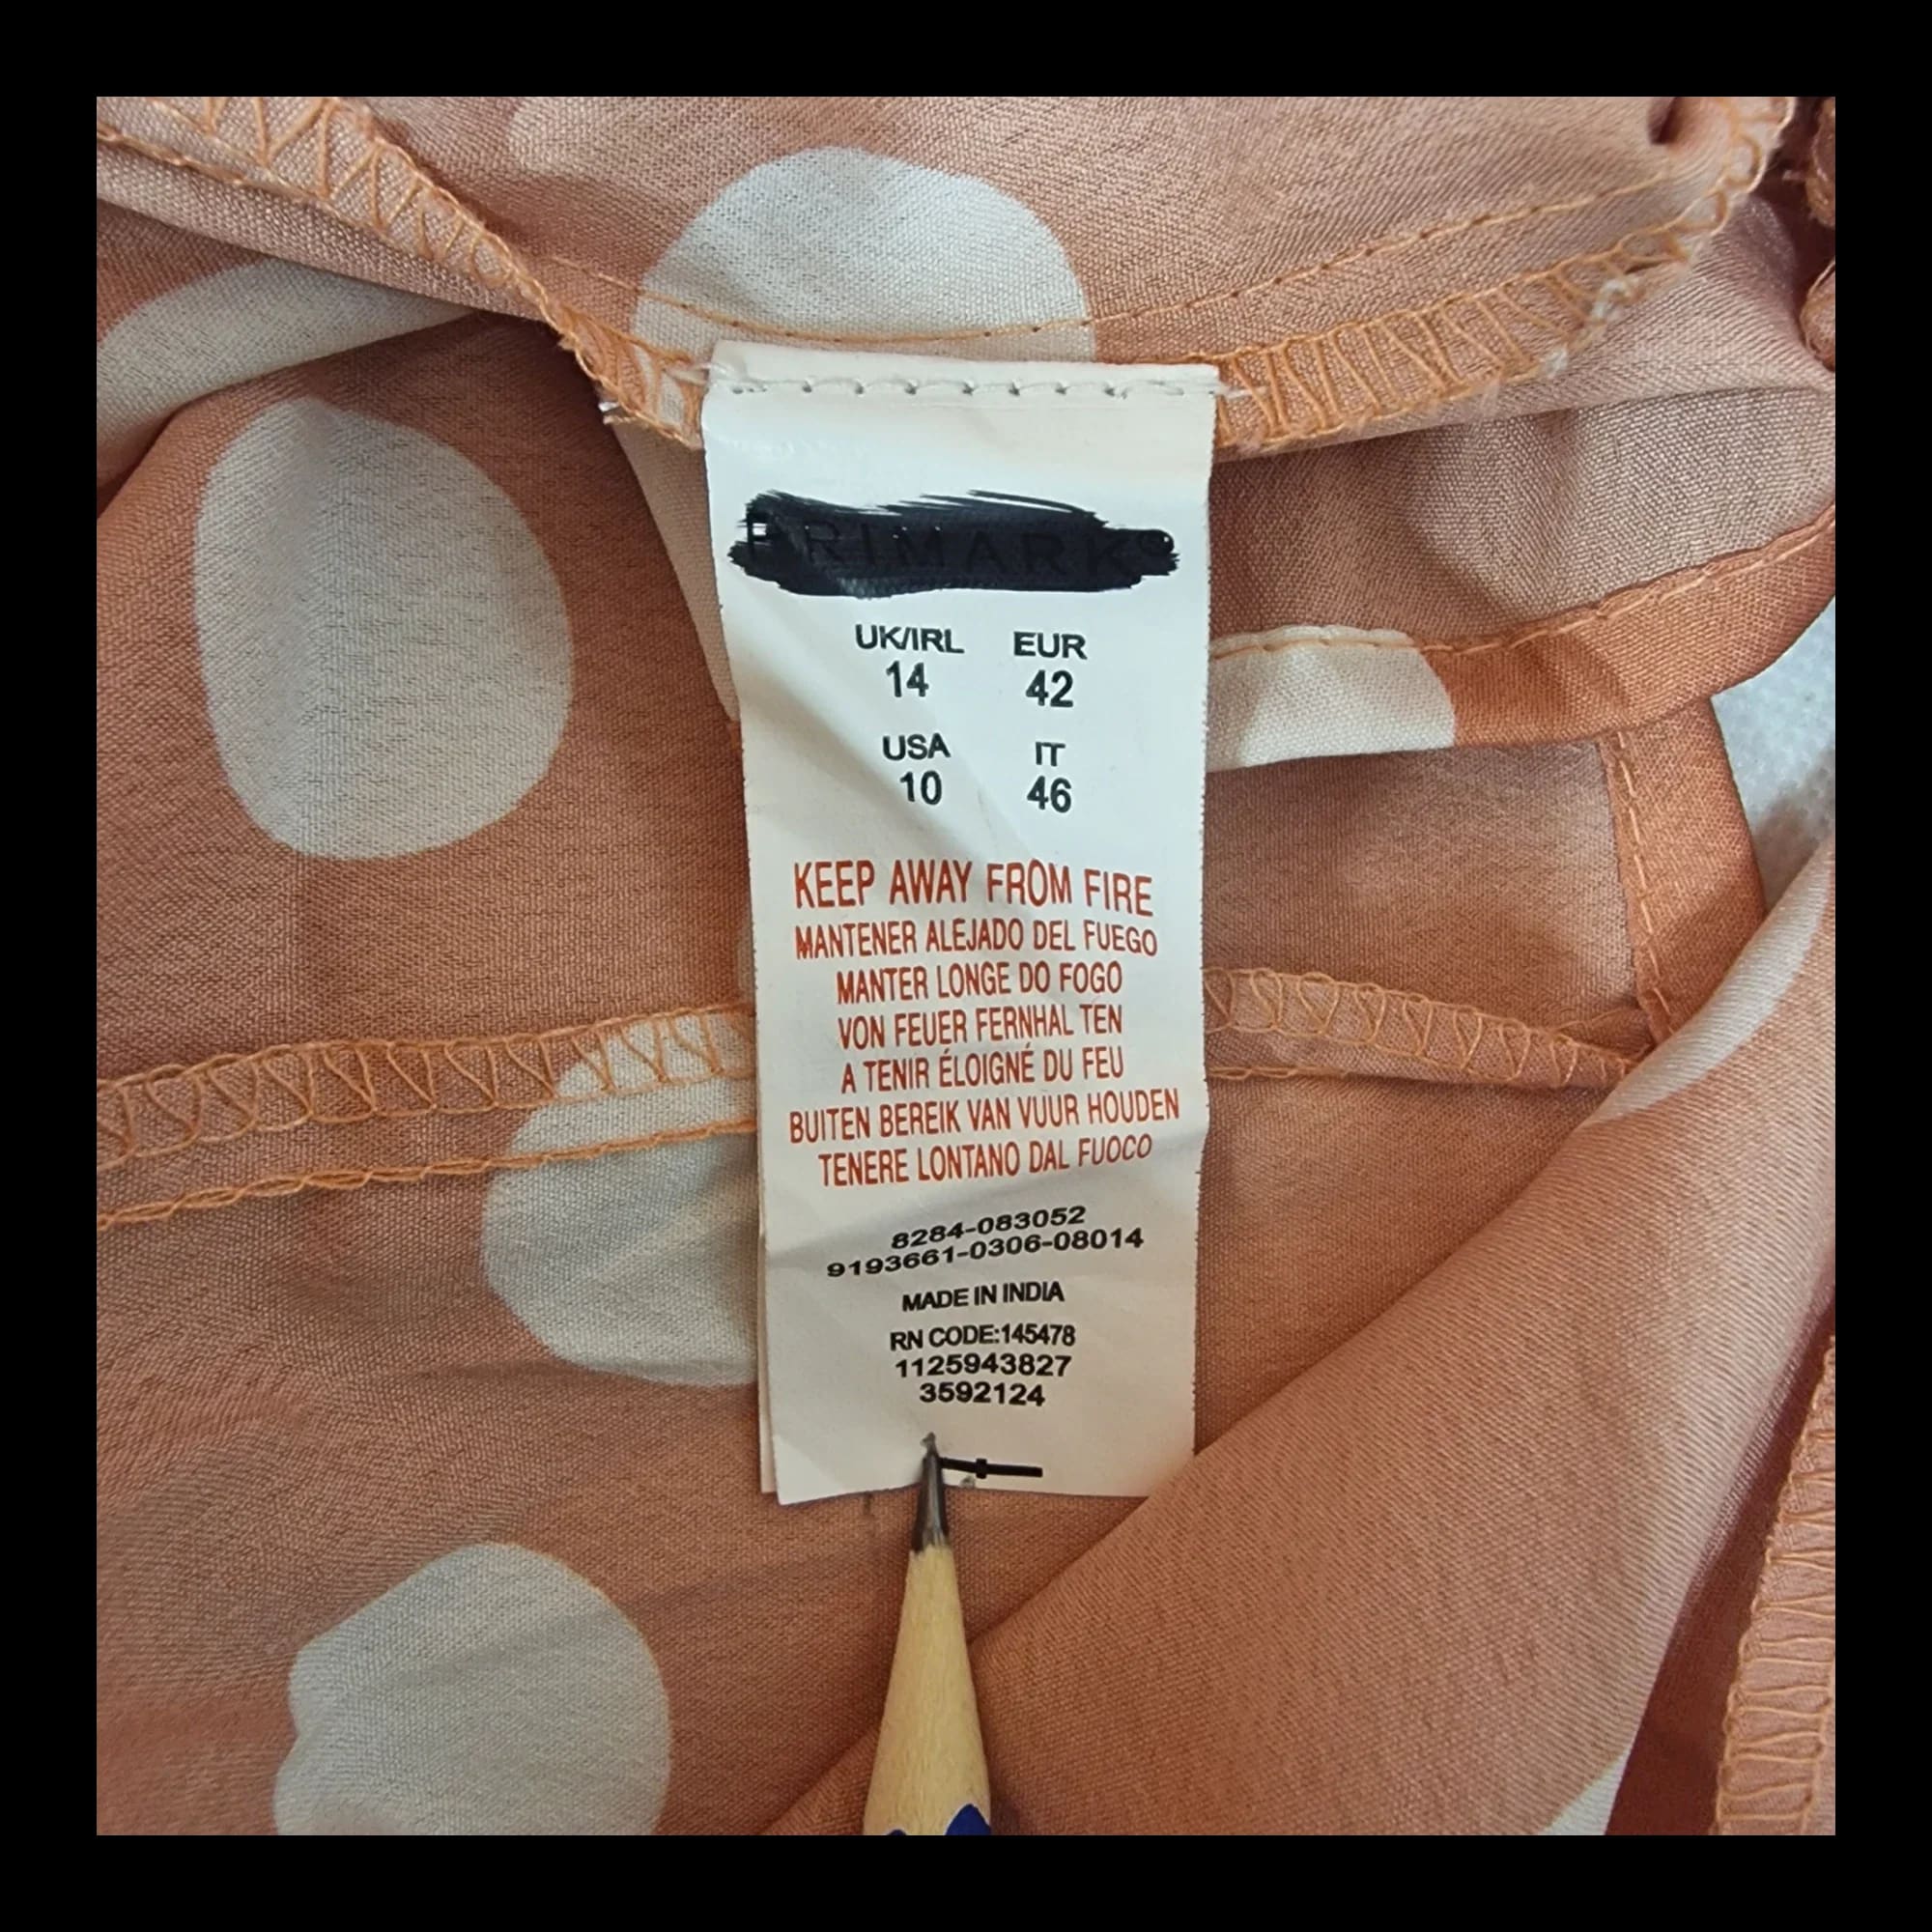 PRIMARK®
UK/IRL EUR
14 42
USA IT
10 46
KEEP AWAY FROM FIRE
MANTENER ALEJADO DEL FUEGO
MANTER LONGE DO FOGO
VON FEUER FERNHAL TEN
A TENIR ÉLOIGNÉ DU FEU
BUITEN BEREIK VAN VUUR HOUDEN
TENERE LONTANO DAL FUOCO
8284-083052
9193661-0306-08014
MADE IN INDIA
RN CODE:145478
1125943827
3592124